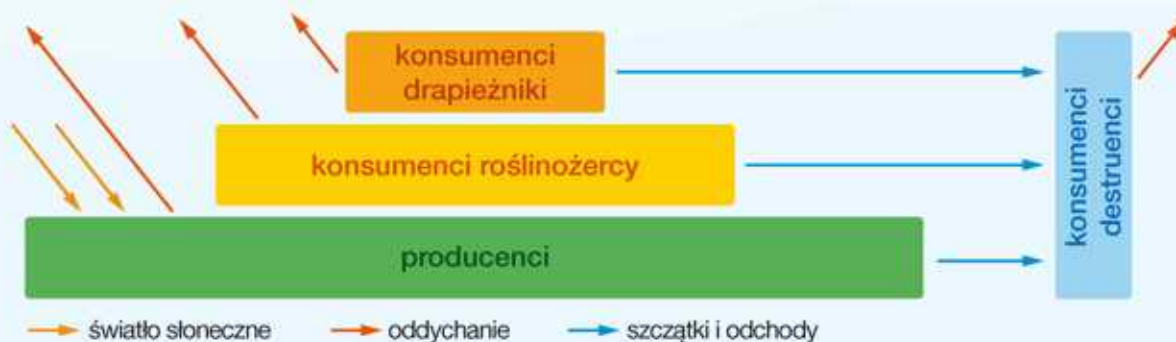 konsumenci
drapieżniki
konsumenci roślinożercy
producenci
konsumenci
destruenci
światło słoneczne
oddychanie
szczątki i odchody